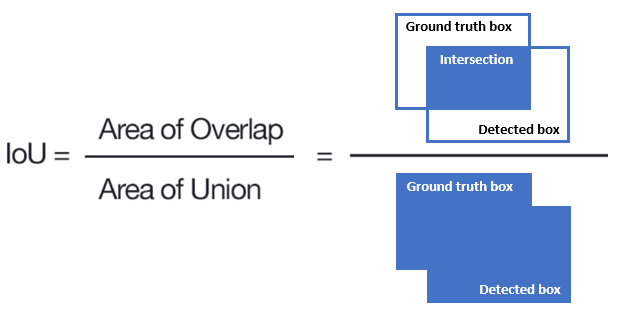 IoU =
Area of Overlap
Area of Union
=
Ground truth box
Intersection
Detected box
Ground truth box
Detected box